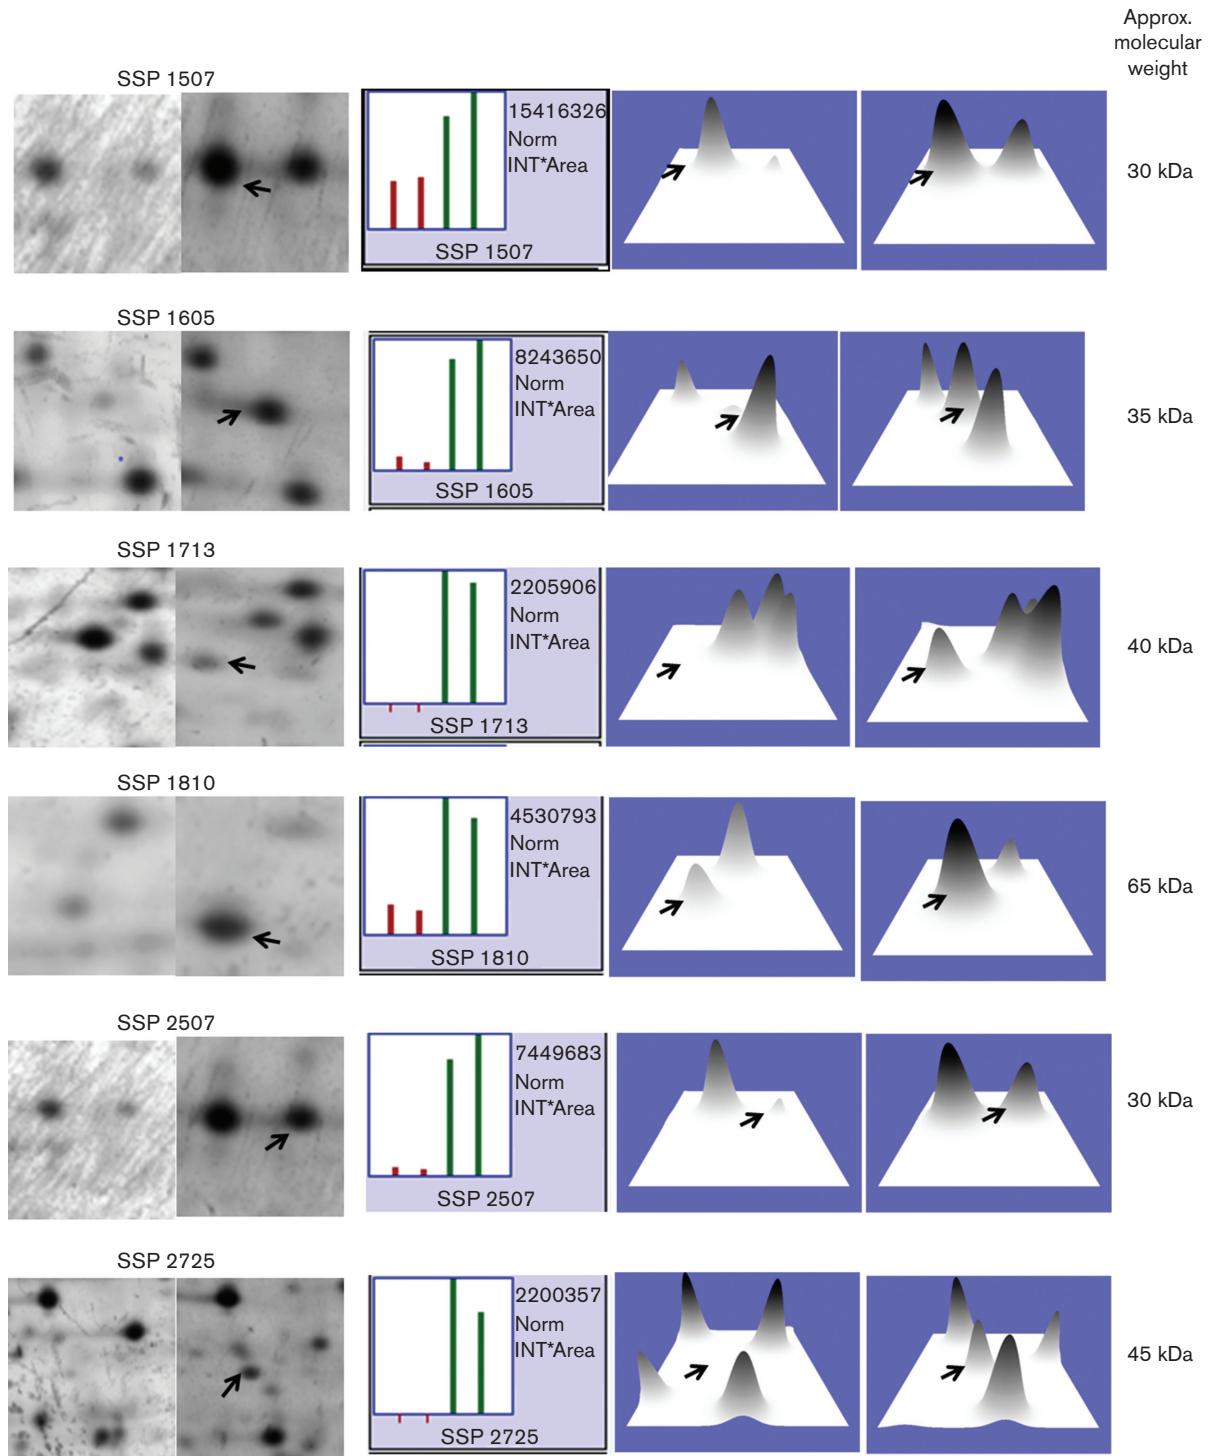 Approx.
molecular
weight
SSP 1507
15416326
Norm
INT*Area
SSP 1507
30 kDa
SSP 1605
8243650
Norm
INT*Area
SSP 1605
35 kDa
SSP 1713
2205906
Norm
INT*Area
SSP 1713
40 kDa
SSP 1810
4530793
Norm
INT*Area
SSP 1810
65 kDa
SSP 2507
7449683
Norm
INT*Area
SSP 2507
30 kDa
SSP 2725
2200357
Norm
INT*Area
SSP 2725
45 kDa